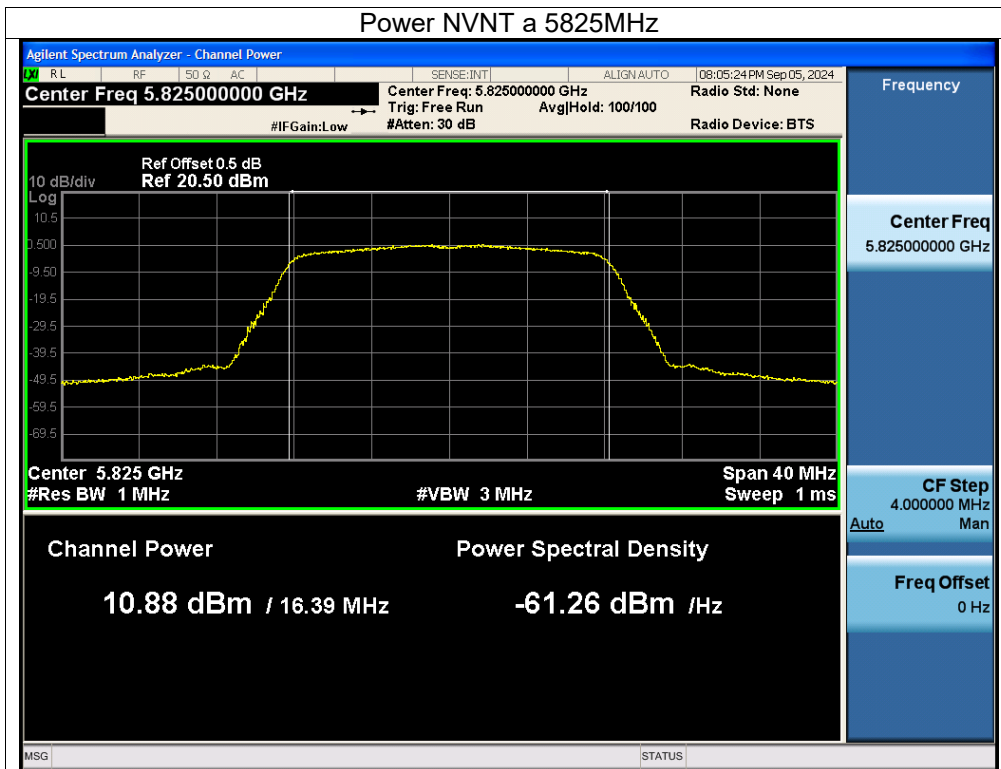 Power NVNT a 5825MHz
Agilent Spectrum Analyzer - Channel Power
LXI RL RF 50 Ω AC SENSE:INT ALIGN AUTO 08:05:24 PM Sep 05, 2024
Center Freq 5.825000000 GHz
Center Freq: 5.825000000 GHz
Radio Std: None
Trig: Free Run Avg|Hold: 100/100
#IFGain:Low
#Atten: 30 dB
Radio Device: BTS
Ref Offset 0.5 dB
10 dB/div Ref 20.50 dBm
Log
10.5
0.500
-9.50
-19.5
-29.5
-39.5
-49.5
-59.5
-69.5
Center 5.825 GHz
Span 40 MHz
#Res BW 1 MHz
#VBW 3 MHz
Sweep 1 ms
Channel Power
Power Spectral Density
10.88 dBm / 16.39 MHz
-61.26 dBm /Hz
Frequency
Center Freq
5.825000000 GHz
CF Step
4.000000 MHz
Auto Man
Freq Offset
0 Hz
MSG
STATUS